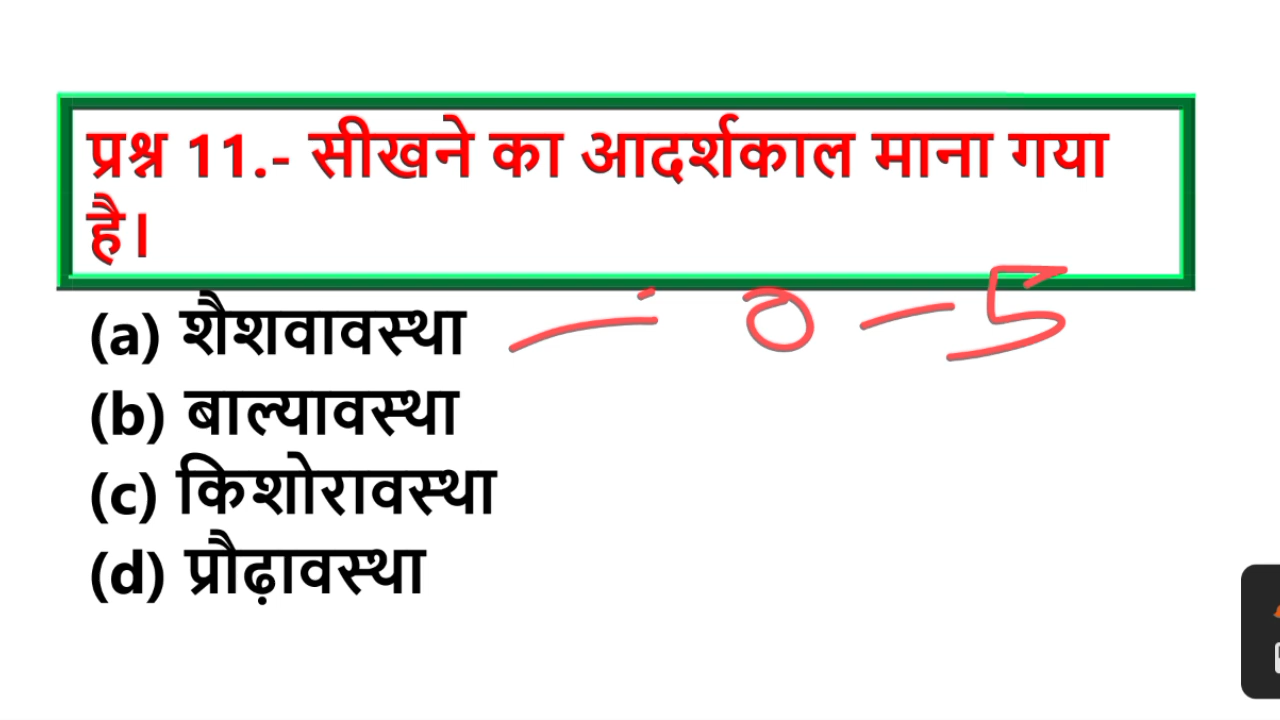 प्रश्न 11.- सीखने का आदर्शकाल माना गया
है।
(a) शैशवावस्था — 0 – 5
(b) बाल्यावस्था
(c) किशोरावस्था
(d) प्रौढ़ावस्था